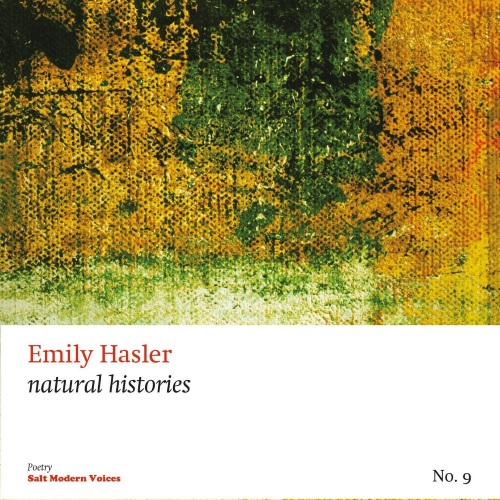 Emily Hasler
natural histories
Poetry
Salt Modern Voices
No. 9